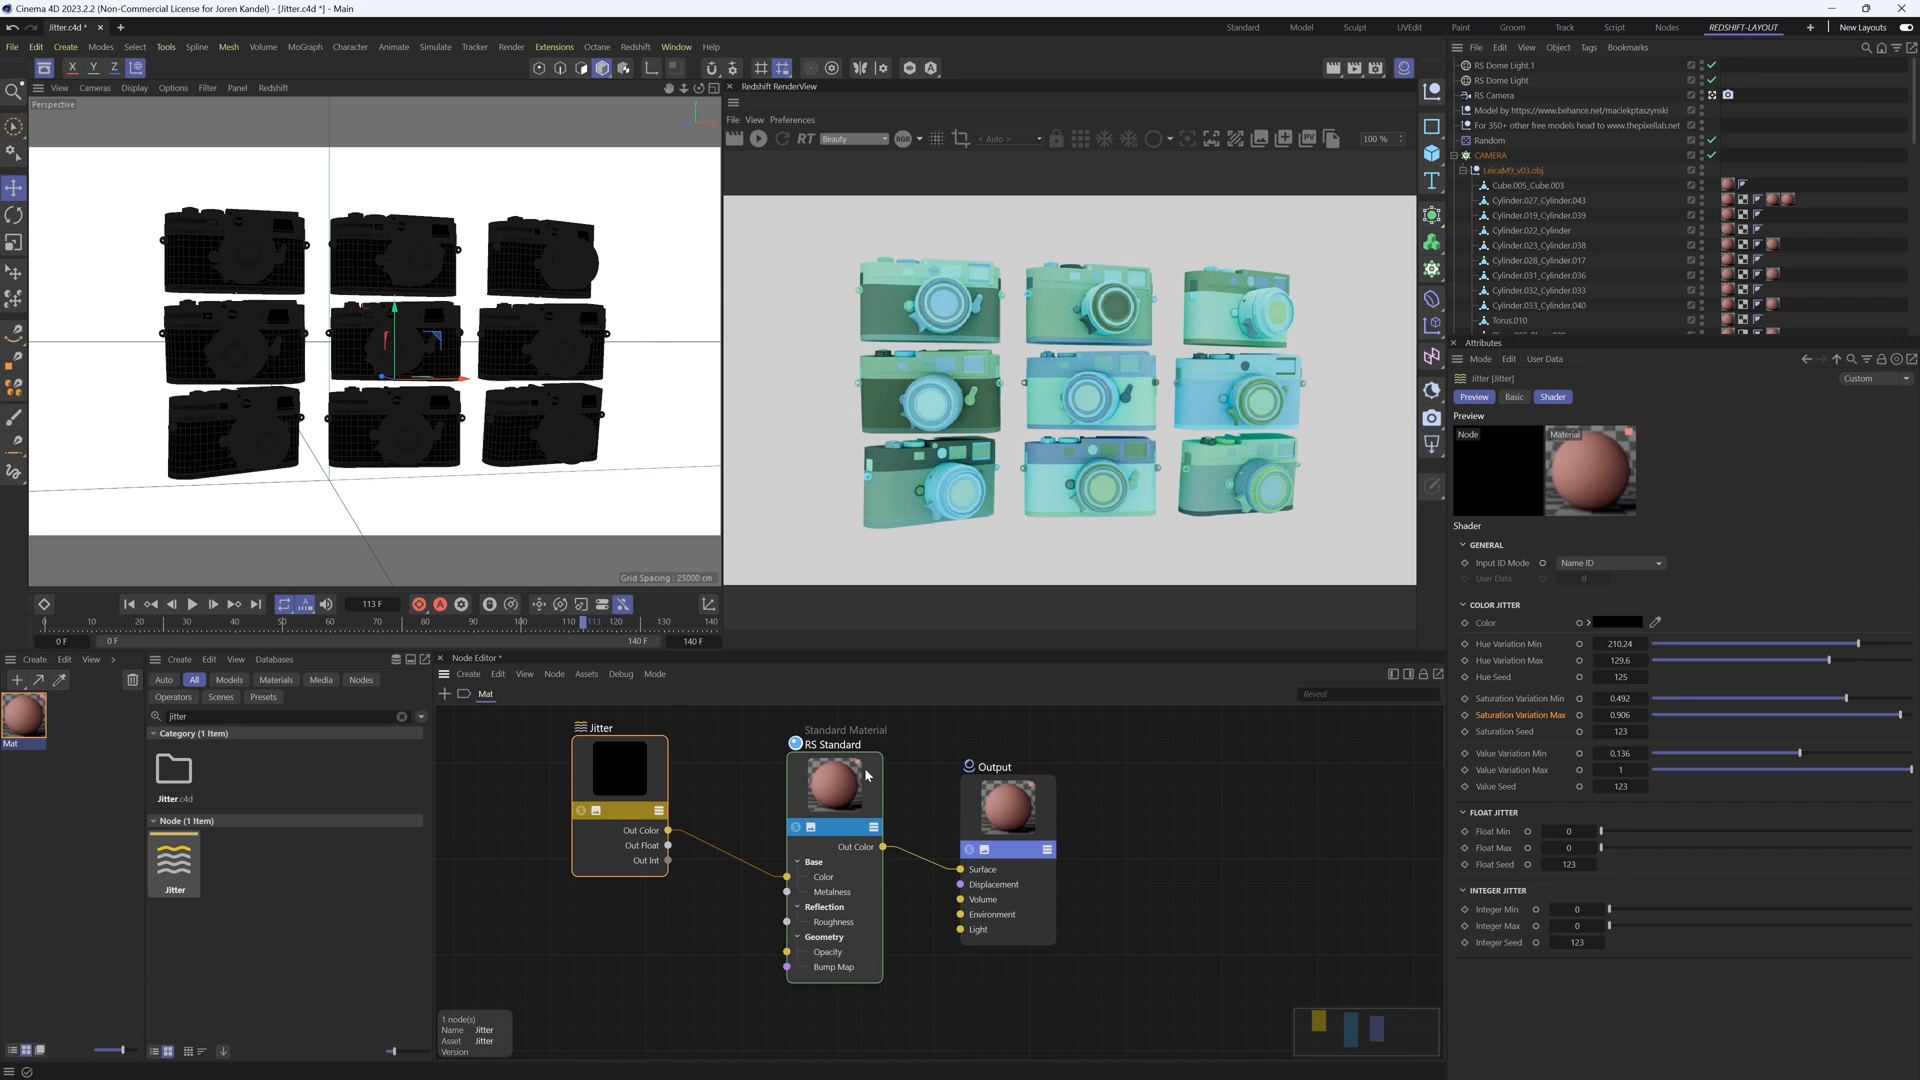 Cinema 4D 2023.2.2 (Non-Commercial License for Joren Kandel) - [Jitter.c4d *] - Main
Jitter.c4d *
Standard Model Sculpt UVEdit Paint Groom Track Script Nodes REDSHIFT-LAYOUT New Layouts
File Edit Create Modes Select Tools Spline Mesh Volume MoGraph Character Animate Simulate Tracker Render Extensions Octane Redshift Window Help
File Edit View Object Tags Bookmarks
X Y Z
View Cameras Display Options Filter Panel Redshift
Perspective
Grid Spacing : 25000 cm
Redshift RenderView
File View Preferences
RT Beauty RGB < Auto > PV 100 %
RS Dome Light.1
RS Dome Light
RS Camera
Model by https://www.behance.net/maciekptaszynski
For 350+ other free models head to www.thepixellab.net
Random
CAMERA
LeicaM9_v03.obj
Cube.005_Cube.003
Cylinder.027_Cylinder.043
Cylinder.019_Cylinder.039
Cylinder.022_Cylinder
Cylinder.023_Cylinder.038
Cylinder.028_Cylinder.017
Cylinder.031_Cylinder.036
Cylinder.032_Cylinder.033
Cylinder.033_Cylinder.040
Torus.010
Attributes
Mode Edit User Data
Jitter [Jitter]
Custom
Preview Basic Shader
Preview
Node
Material
Shader
GENERAL
Input ID Mode Name ID
User Data 0
COLOR JITTER
Color
Hue Variation Min 210.24
Hue Variation Max 129.6
Hue Seed 125
Saturation Variation Min 0.492
Saturation Variation Max 0.906
Saturation Seed 123
Value Variation Min 0.136
Value Variation Max 1
Value Seed 123
FLOAT JITTER
Float Min 0
Float Max 0
Float Seed 123
INTEGER JITTER
Integer Min 0
Integer Max 0
Integer Seed 123
113 F
0 10 20 30 40 50 60 70 80 90 100 110 113 120 130 140
0 F 0 F 140 F 140 F
Create Edit View
Mat
Create Edit View Databases
Auto All Models Materials Media Nodes
Operators Scenes Presets
jitter
Category (1 Item)
Jitter.c4d
Node (1 Item)
Jitter
Node Editor *
Create Edit View Node Assets Debug Mode
Mat
Reveal
Jitter
Out Color
Out Float
Out Int
Standard Material
RS Standard
Out Color
Base
Color
Metalness
Reflection
Roughness
Geometry
Opacity
Bump Map
Output
Surface
Displacement
Volume
Environment
Light
1 node(s)
Name Jitter
Asset Jitter
Version